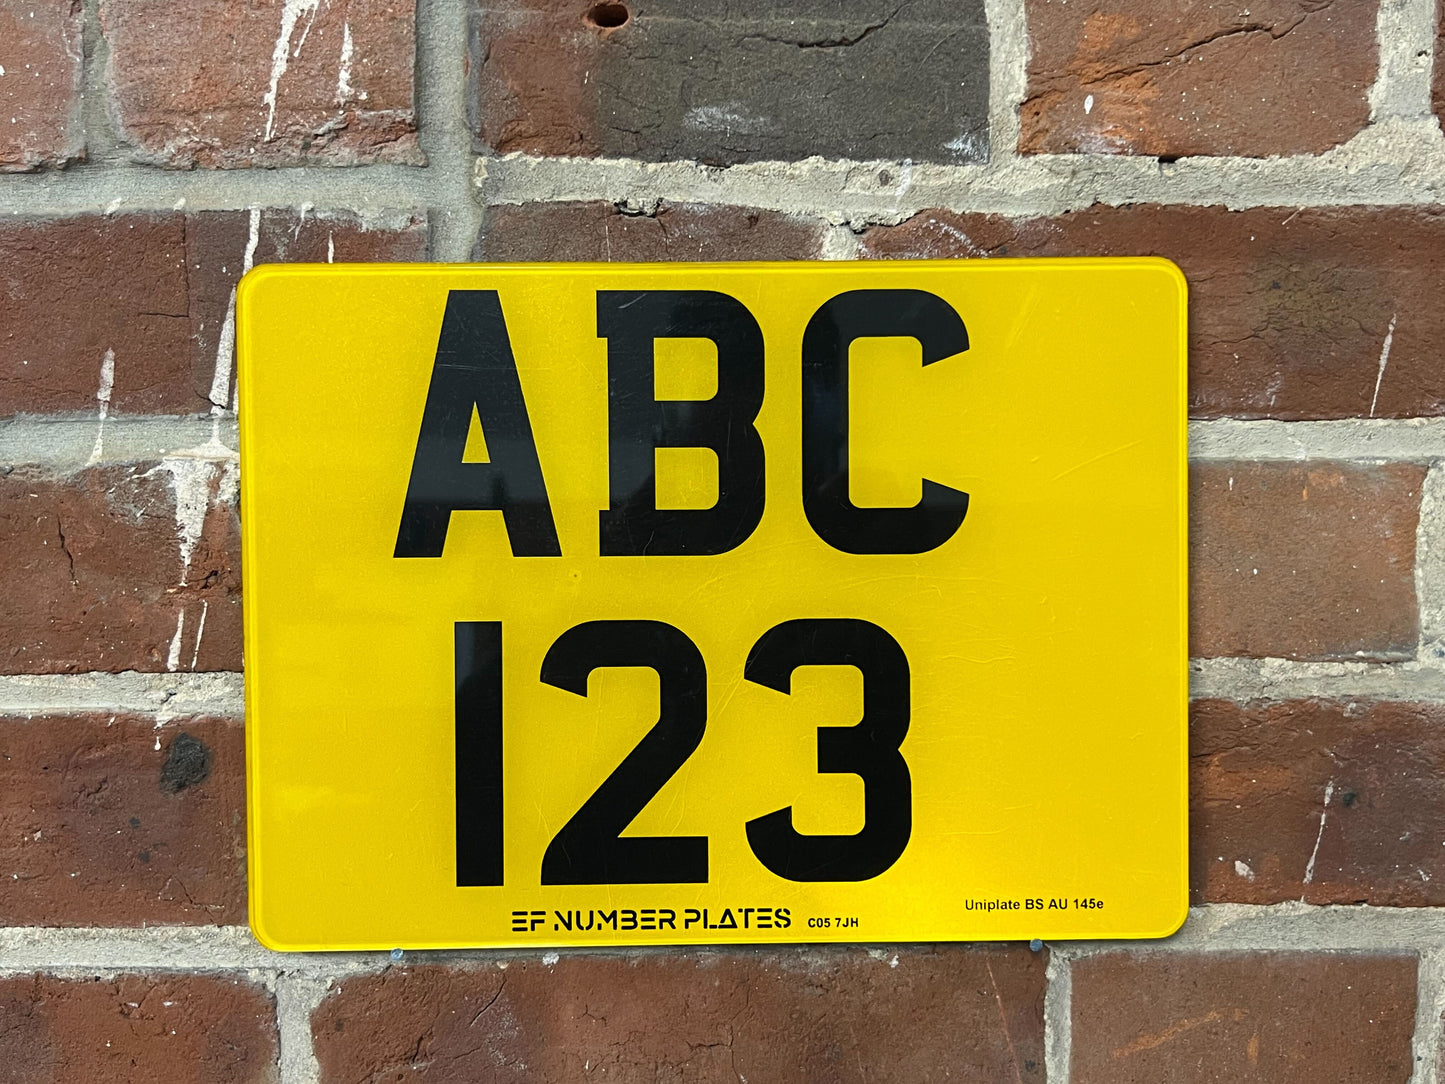 ABC
123
EF NUMBER PLATES C05 7JH
Uniplate BS AU 145e